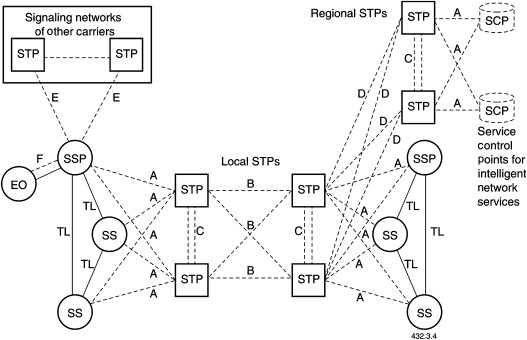 Signaling networks
of other carriers
STP
STP
E
E
Regional STPs
STP
A
SCP
A
C
D
D
STP
A
SCP
D
D
Service
control
points for
intelligent
network
services
F
SSP
EO
Local STPs
A
STP
B
STP
A
SSP
TL
TL
A
A
TL
TL
SS
A
C
B
B
C
A
SS
A
TL
A
STP
B
STP
A
TL
SS
A
A
SS
432.3.4